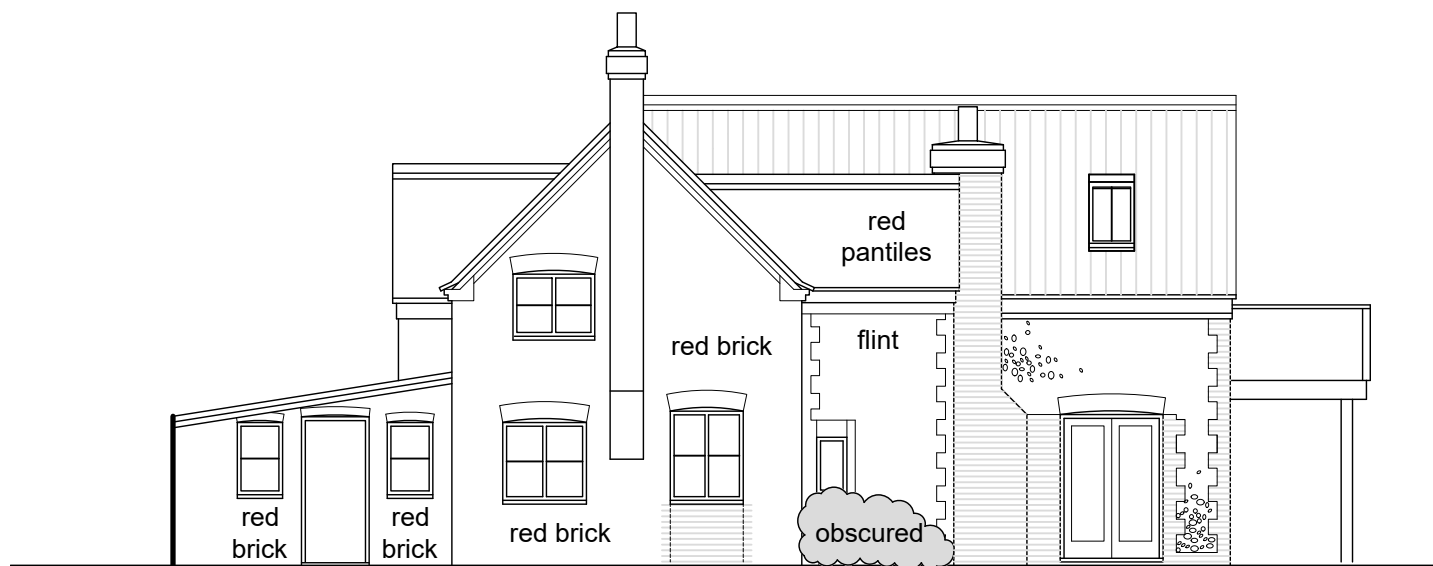 red
pantiles
red brick
flint
red
brick
red
brick
red brick
obscured